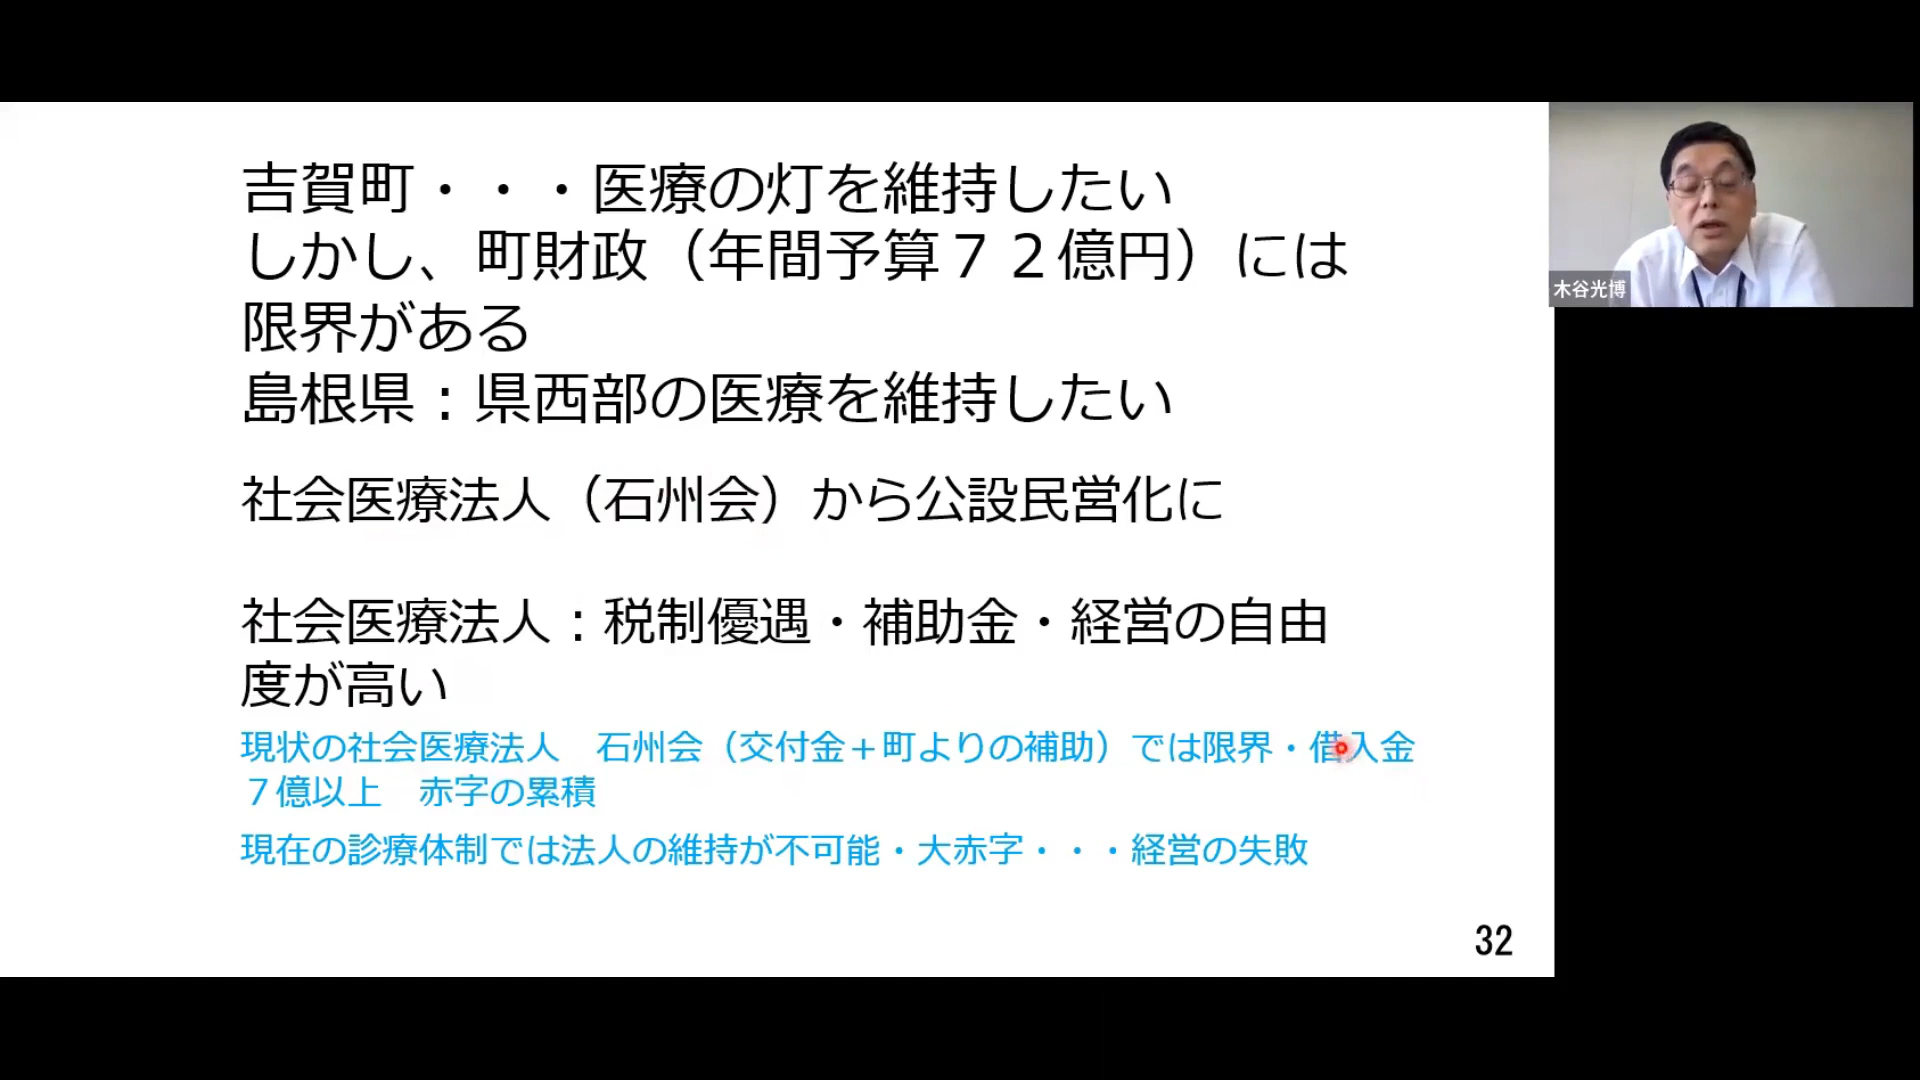 吉賀町・・・医療の灯を維持したい
しかし、町財政（年間予算７２億円）には
限界がある
島根県：県西部の医療を維持したい
社会医療法人（石州会）から公設民営化に
社会医療法人：税制優遇・補助金・経営の自由
度が高い
現状の社会医療法人　石州会（交付金＋町よりの補助）では限界・借入金
７億以上　赤字の累積
現在の診療体制では法人の維持が不可能・大赤字・・・経営の失敗
32
木谷光博